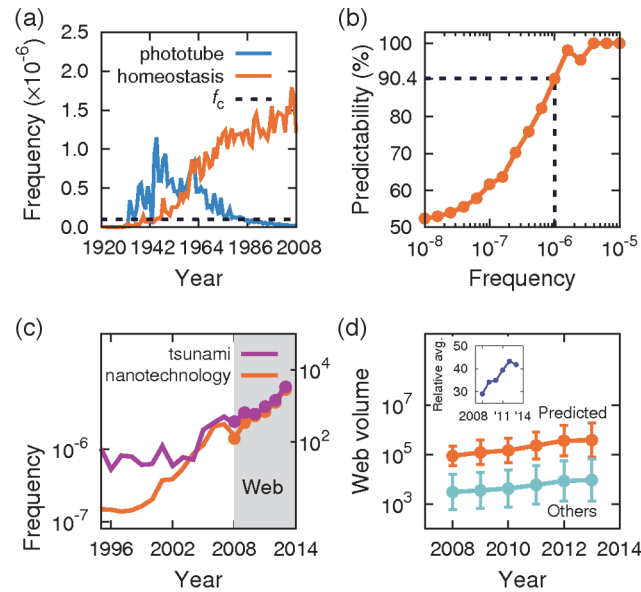 (a)
Frequency (×10⁻⁶)
2.5
2.0
1.5
1.0
0.5
0.0
phototube
homeostasis
f_c
1920 1942 1964 1986 2008
Year
(b)
Predictability (%)
100
90.4
80
70
60
50
10⁻⁸ 10⁻⁷ 10⁻⁶ 10⁻⁵
Frequency
(c)
tsunami
nanotechnology
Frequency
10⁻⁶
10⁻⁷
10⁴
10²
Web
1996 2002 2008 2014
Year
(d)
Web volume
10⁷
10⁵
10³
Relative avg.
50
40
30
2008 '11 '14
Predicted
Others
2008 2010 2012 2014
Year